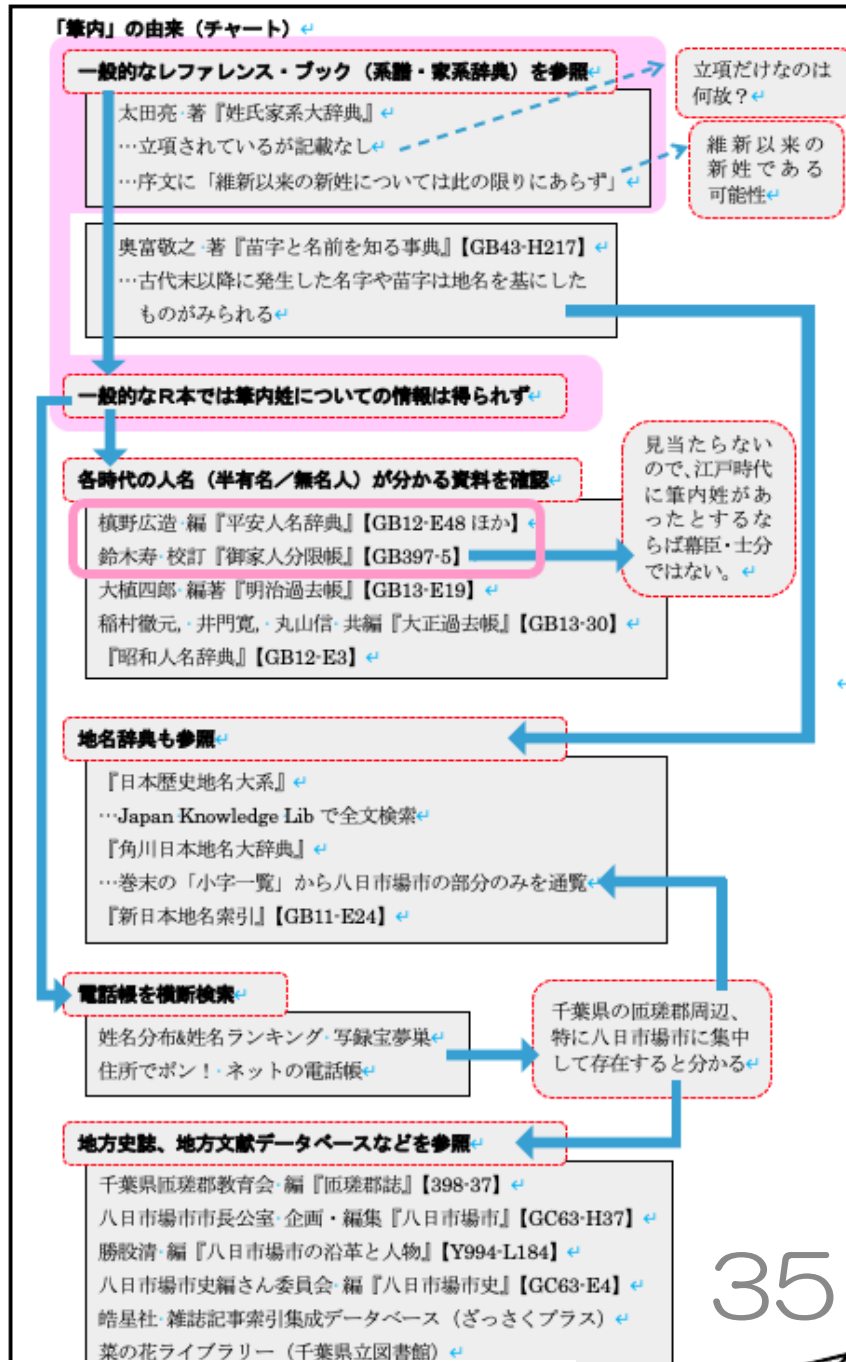 「筆内」の由来（チャート）
一般的なレファレンス・ブック（系譜・家系辞典）を参照
立項だけなのは
何故？
太田亮・著『姓氏家系大辞典』
…立項されているが記載なし
…序文に「維新以来の新姓については此の限りにあらず」
維新以来の
新姓である
可能性
奥富敬之・著『苗字と名前を知る事典』【GB43-H217】
…古代末以降に発生した名字や苗字は地名を基にした
ものがみられる
一般的なR本では筆内姓についての情報は得られず
各時代の人名（半有名／無名人）が分かる資料を確認
槙野広造・編『平安人名辞典』【GB12-E48 ほか】
鈴木寿・校訂『御家人分限帳』【GB397-5】
大植四郎・編著『明治過去帳』【GB13-E19】
稲村徹元,・井門寛,・丸山信・共編『大正過去帳』【GB13-30】
『昭和人名辞典』【GB12-E3】
見当たらない
ので、江戸時代
に筆内姓があ
ったとするな
らば幕臣・士分
ではない。
地名辞典も参照
『日本歴史地名大系』
…Japan Knowledge Lib で全文検索
『角川日本地名大辞典』
…巻末の「小字一覧」から八日市場市の部分のみを通覧
『新日本地名索引』【GB11-E24】
電話帳を横断検索
姓名分布&姓名ランキング・写録宝夢巣
住所でポン！・ネットの電話帳
千葉県の匝瑳郡周辺、
特に八日市場市に集中
して存在すると分かる
地方史誌、地方文献データベースなどを参照
千葉県匝瑳郡教育会・編『匝瑳郡誌』【398-37】
八日市場市市長公室・企画・編集『八日市場市』【GC63-H37】
勝股清・編『八日市場市の沿革と人物』【Y994-L184】
八日市場市史編さん委員会・編『八日市場市史』【GC63-E4】
皓星社・雑誌記事索引集成データベース（ざっさくプラス）
菜の花ライブラリー（千葉県立図書館）
35